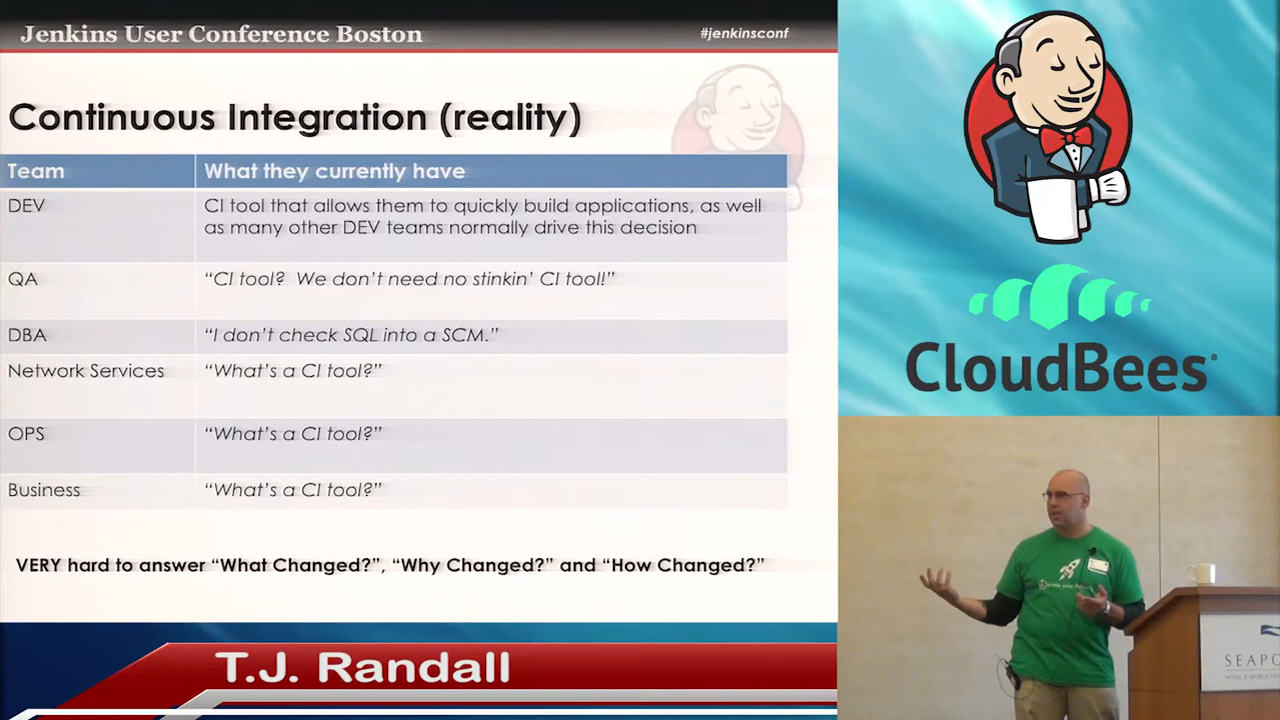 Jenkins User Conference Boston
#jenkinsconf
Continuous Integration (reality)
Team
What they currently have
DEV
CI tool that allows them to quickly build applications, as well
as many other DEV teams normally drive this decision
QA
“CI tool? We don’t need no stinkin’ CI tool!”
DBA
“I don’t check SQL into a SCM.”
Network Services
“What’s a CI tool?”
OPS
“What’s a CI tool?”
Business
“What’s a CI tool?”
VERY hard to answer “What Changed?”, “Why Changed?” and “How Changed?”
T.J. Randall
CloudBees
SEAPO